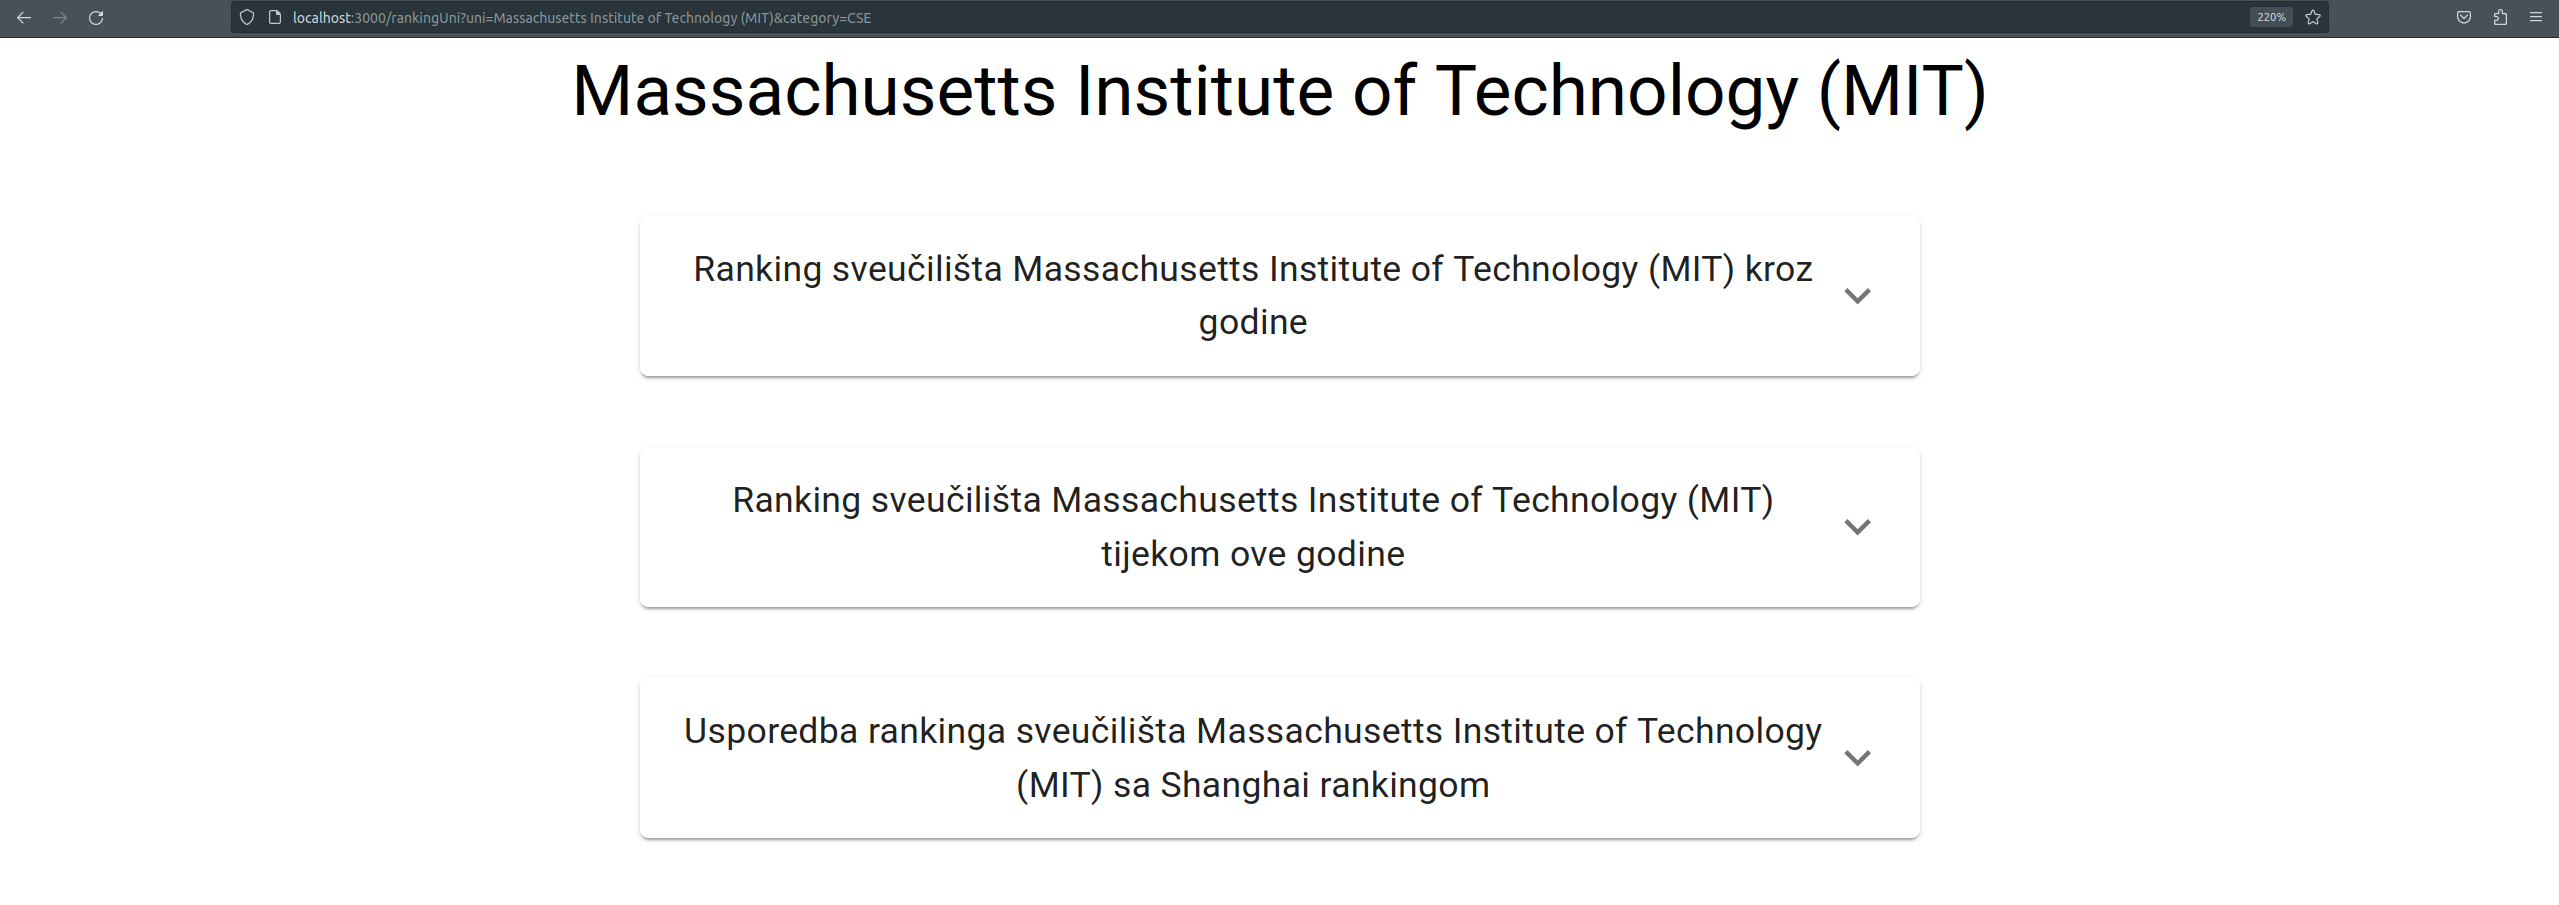 localhost:3000/rankingUni?uni=Massachusetts Institute of Technology (MIT)&category=CSE
220%
Massachusetts Institute of Technology (MIT)
Ranking sveučilišta Massachusetts Institute of Technology (MIT) kroz
godine
Ranking sveučilišta Massachusetts Institute of Technology (MIT)
tijekom ove godine
Usporedba rankinga sveučilišta Massachusetts Institute of Technology
(MIT) sa Shanghai rankingom